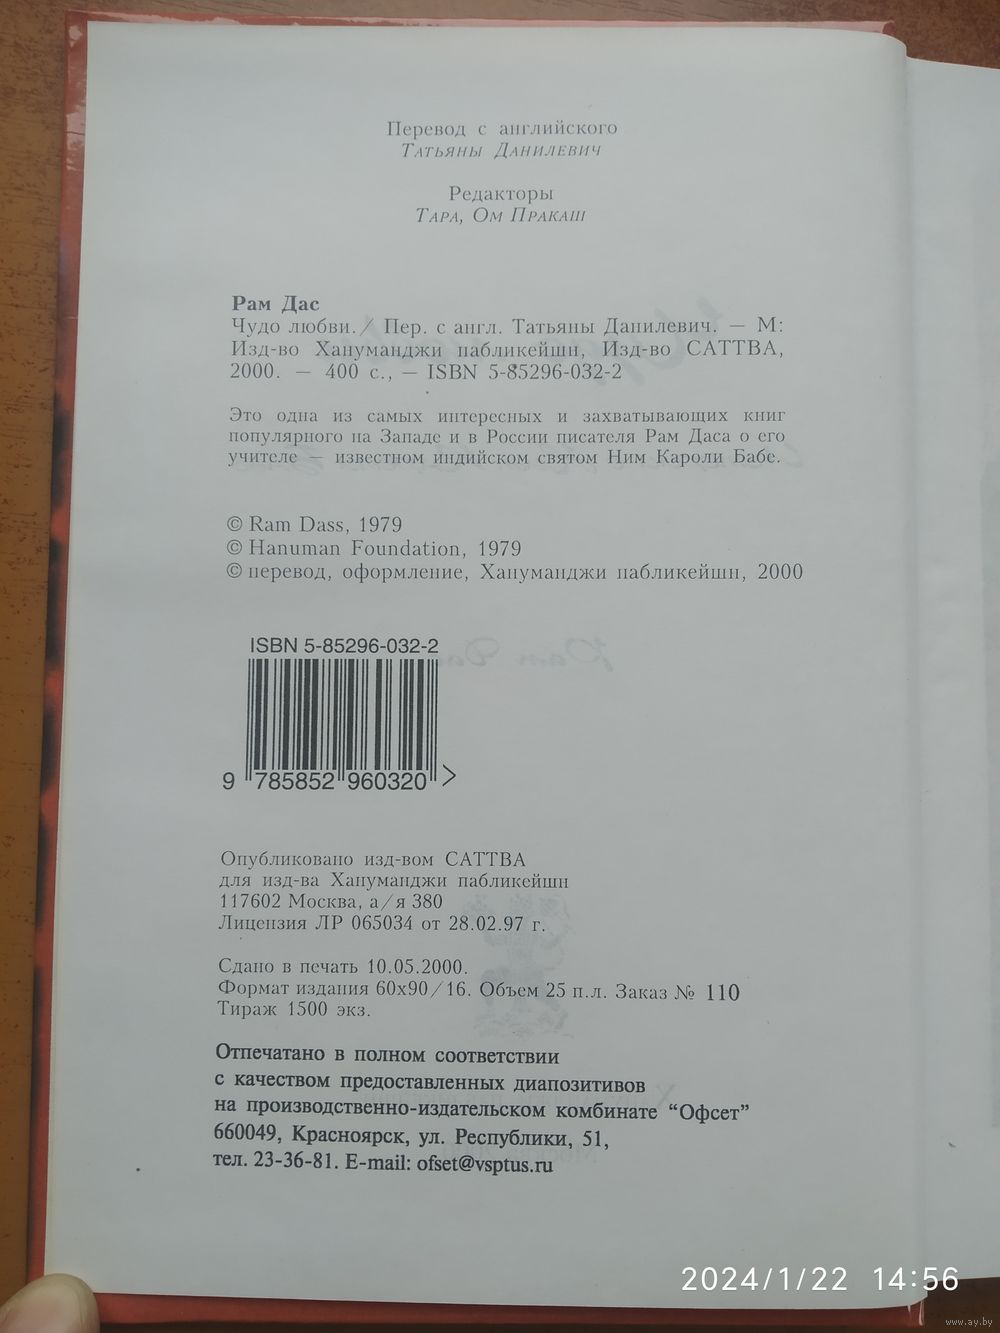 Перевод с английского
Татьяны Данилевич
Редакторы
Тара, Ом Пракаш
Рам Дас
Чудо любви./ Пер. с англ. Татьяны Данилевич. — М:
Изд-во Хануманджи пабликейшн, Изд-во САТТВА,
2000. — 400 с., — ISBN 5-85296-032-2
Это одна из самых интересных и захватывающих книг
популярного на Западе и в России писателя Рам Даса о его
учителе — известном индийском святом Ним Кароли Бабе.
© Ram Dass, 1979
© Hanuman Foundation, 1979
© перевод, оформление, Хануманджи пабликейшн, 2000
ISBN 5-85296-032-2
9 785852 960320 >
Опубликовано изд-вом САТТВА
для изд-ва Хануманджи пабликейшн
117602 Москва, а/я 380
Лицензия ЛР 065034 от 28.02.97 г.
Сдано в печать 10.05.2000.
Формат издания 60х90/16. Объем 25 п.л. Заказ № 110
Тираж 1500 экз.
Отпечатано в полном соответствии
с качеством предоставленных диапозитивов
на производственно-издательском комбинате “Офсет”
660049, Красноярск, ул. Республики, 51,
тел. 23-36-81. E-mail: ofset@vsptus.ru
2024/1/22 14:56
www.ay.by